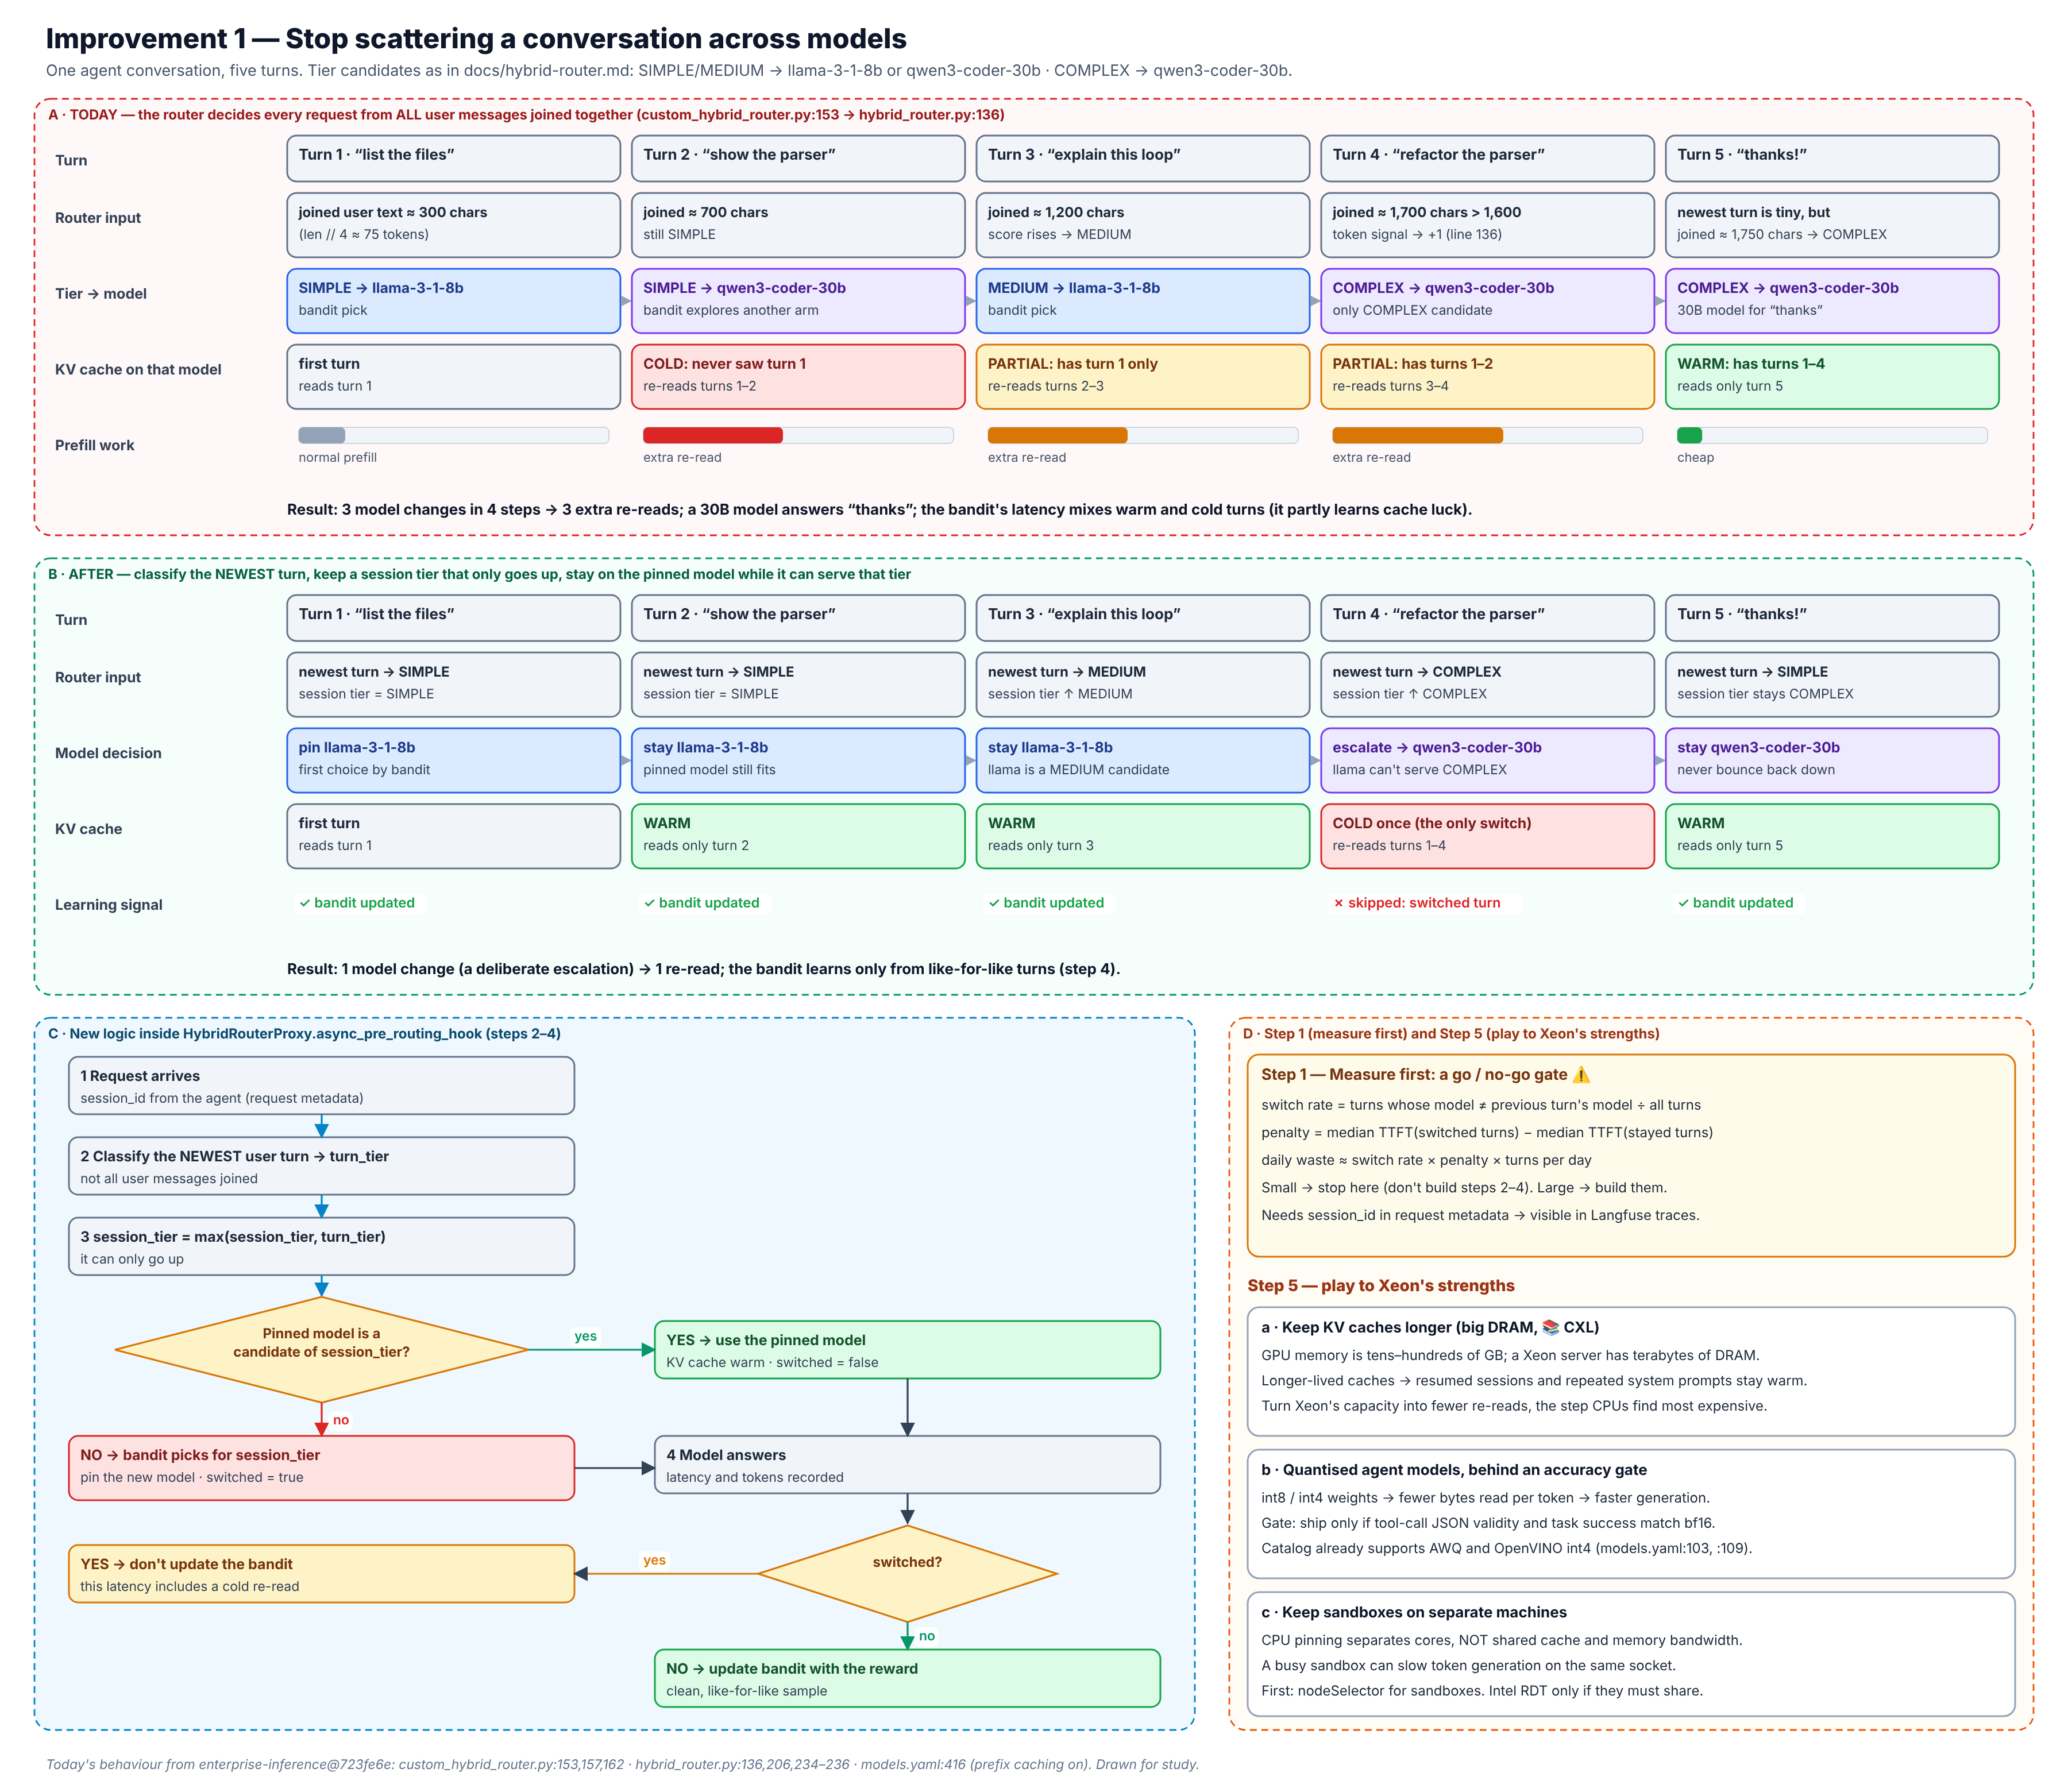 Improvement 1 — Stop scattering a conversation across models
One agent conversation, five turns. Tier candidates as in docs/hybrid-router.md: SIMPLE/MEDIUM → llama-3-1-8b or qwen3-coder-30b · COMPLEX → qwen3-coder-30b.
A · TODAY — the router decides every request from ALL user messages joined together (custom_hybrid_router.py:153 → hybrid_router.py:136)
Turn
Turn 1 · “list the files”
Turn 2 · “show the parser”
Turn 3 · “explain this loop”
Turn 4 · “refactor the parser”
Turn 5 · “thanks!”
Router input
joined user text ≈ 300 chars
(len // 4 ≈ 75 tokens)
joined ≈ 700 chars
still SIMPLE
joined ≈ 1,200 chars
score rises → MEDIUM
joined ≈ 1,700 chars > 1,600
token signal → +1 (line 136)
newest turn is tiny, but
joined ≈ 1,750 chars → COMPLEX
Tier → model
SIMPLE → llama-3-1-8b
bandit pick
SIMPLE → qwen3-coder-30b
bandit explores another arm
MEDIUM → llama-3-1-8b
bandit pick
COMPLEX → qwen3-coder-30b
only COMPLEX candidate
COMPLEX → qwen3-coder-30b
30B model for “thanks”
KV cache on that model
first turn
reads turn 1
COLD: never saw turn 1
re-reads turns 1–2
PARTIAL: has turn 1 only
re-reads turns 2–3
PARTIAL: has turns 1–2
re-reads turns 3–4
WARM: has turns 1–4
reads only turn 5
Prefill work
normal prefill
extra re-read
extra re-read
extra re-read
cheap
Result: 3 model changes in 4 steps → 3 extra re-reads; a 30B model answers “thanks”; the bandit's latency mixes warm and cold turns (it partly learns cache luck).
B · AFTER — classify the NEWEST turn, keep a session tier that only goes up, stay on the pinned model while it can serve that tier
Turn
Turn 1 · “list the files”
Turn 2 · “show the parser”
Turn 3 · “explain this loop”
Turn 4 · “refactor the parser”
Turn 5 · “thanks!”
Router input
newest turn → SIMPLE
session tier = SIMPLE
newest turn → SIMPLE
session tier = SIMPLE
newest turn → MEDIUM
session tier ↑ MEDIUM
newest turn → COMPLEX
session tier ↑ COMPLEX
newest turn → SIMPLE
session tier stays COMPLEX
Model decision
pin llama-3-1-8b
first choice by bandit
stay llama-3-1-8b
pinned model still fits
stay llama-3-1-8b
llama is a MEDIUM candidate
escalate → qwen3-coder-30b
llama can't serve COMPLEX
stay qwen3-coder-30b
never bounce back down
KV cache
first turn
reads turn 1
WARM
reads only turn 2
WARM
reads only turn 3
COLD once (the only switch)
re-reads turns 1–4
WARM
reads only turn 5
Learning signal
✓ bandit updated
✓ bandit updated
✓ bandit updated
× skipped: switched turn
✓ bandit updated
Result: 1 model change (a deliberate escalation) → 1 re-read; the bandit learns only from like-for-like turns (step 4).
C · New logic inside HybridRouterProxy.async_pre_routing_hook (steps 2–4)
1 Request arrives
session_id from the agent (request metadata)
2 Classify the NEWEST user turn → turn_tier
not all user messages joined
3 session_tier = max(session_tier, turn_tier)
it can only go up
Pinned model is a
candidate of session_tier?
yes
YES → use the pinned model
KV cache warm · switched = false
no
NO → bandit picks for session_tier
pin the new model · switched = true
4 Model answers
latency and tokens recorded
switched?
yes
YES → don't update the bandit
this latency includes a cold re-read
no
NO → update bandit with the reward
clean, like-for-like sample
D · Step 1 (measure first) and Step 5 (play to Xeon's strengths)
Step 1 — Measure first: a go / no-go gate ⚠️
switch rate = turns whose model ≠ previous turn's model ÷ all turns
penalty = median TTFT(switched turns) − median TTFT(stayed turns)
daily waste ≈ switch rate × penalty × turns per day
Small → stop here (don't build steps 2–4). Large → build them.
Needs session_id in request metadata → visible in Langfuse traces.
Step 5 — play to Xeon's strengths
a · Keep KV caches longer (big DRAM, 📚 CXL)
GPU memory is tens–hundreds of GB; a Xeon server has terabytes of DRAM.
Longer-lived caches → resumed sessions and repeated system prompts stay warm.
Turn Xeon's capacity into fewer re-reads, the step CPUs find most expensive.
b · Quantised agent models, behind an accuracy gate
int8 / int4 weights → fewer bytes read per token → faster generation.
Gate: ship only if tool-call JSON validity and task success match bf16.
Catalog already supports AWQ and OpenVINO int4 (models.yaml:103, :109).
c · Keep sandboxes on separate machines
CPU pinning separates cores, NOT shared cache and memory bandwidth.
A busy sandbox can slow token generation on the same socket.
First: nodeSelector for sandboxes. Intel RDT only if they must share.
Today's behaviour from enterprise-inference@723fe6e: custom_hybrid_router.py:153,157,162 · hybrid_router.py:136,206,234–236 · models.yaml:416 (prefix caching on). Drawn for study.